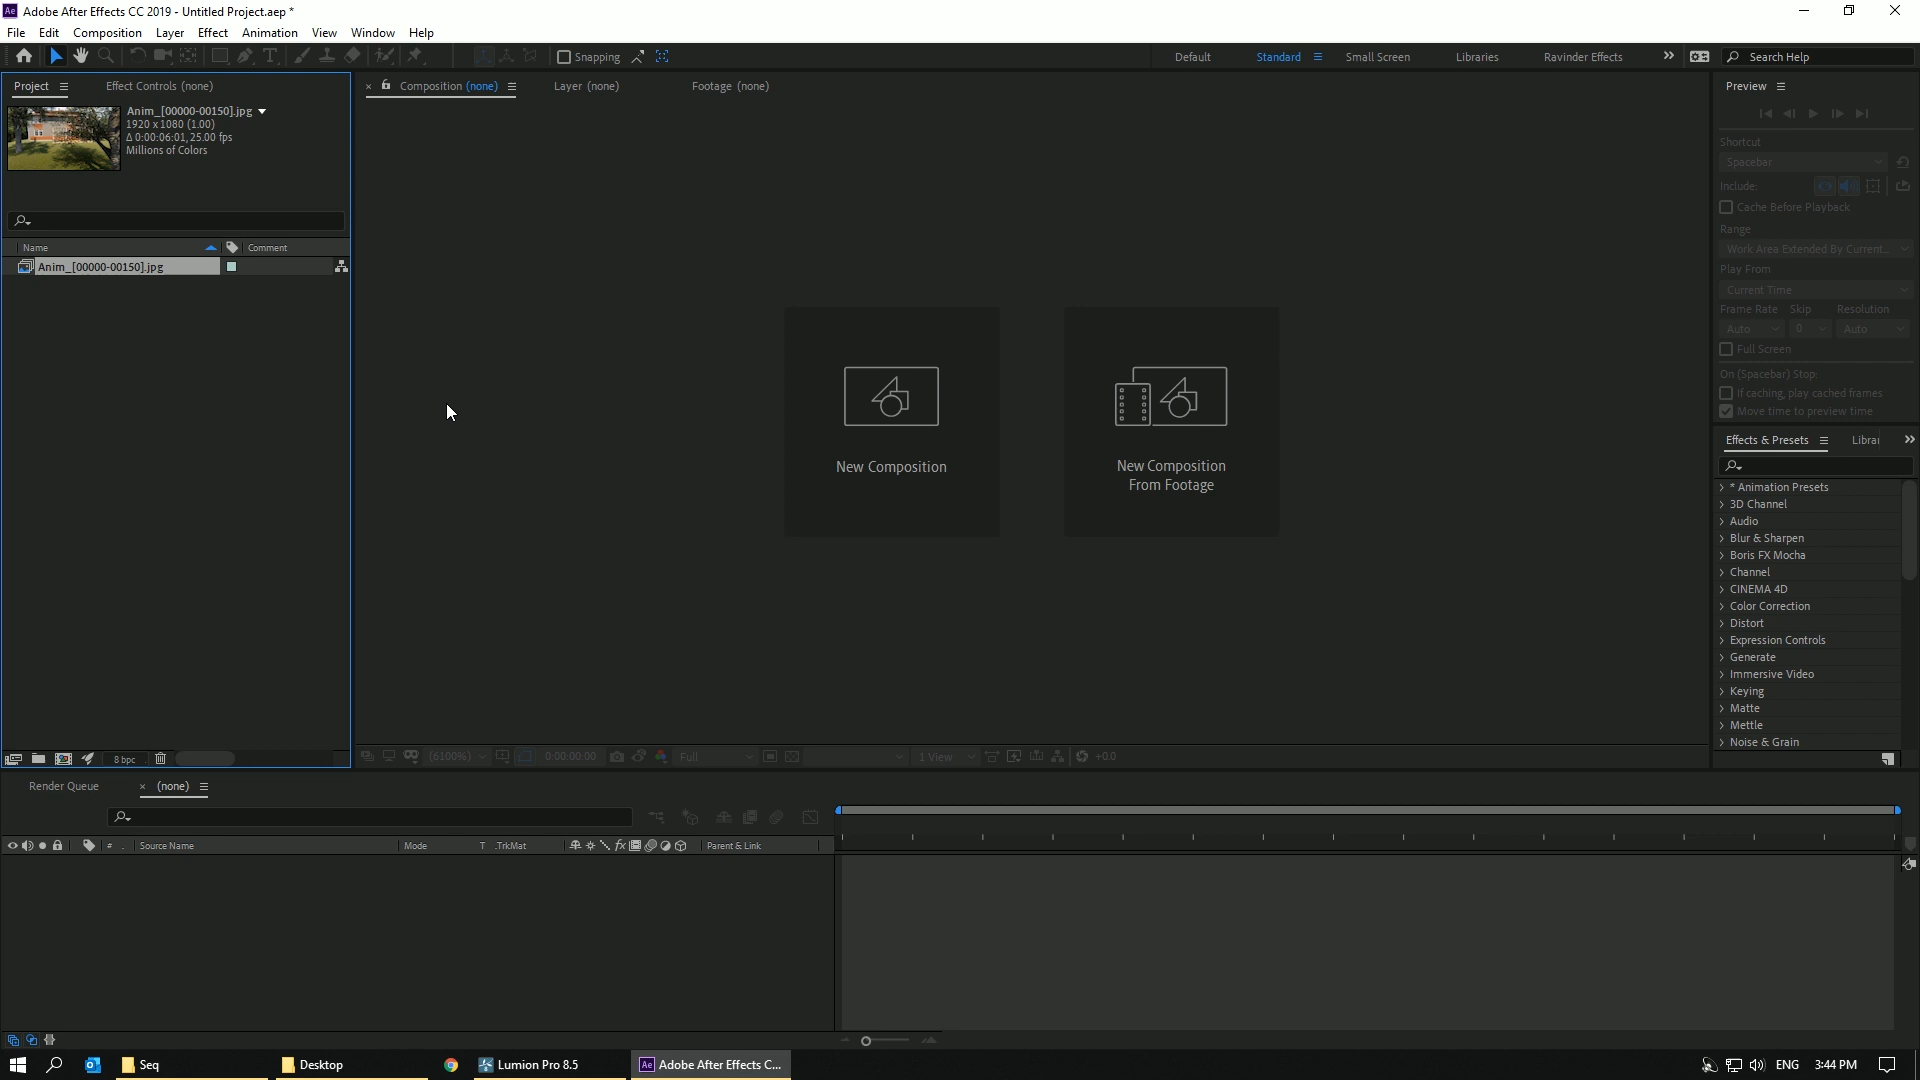 Adobe After Effects CC 2019 - Untitled Project.aep *
File Edit Composition Layer Effect Animation View Window Help
Snapping Default Standard Small Screen Libraries Ravinder Effects Search Help
Project Effect Controls (none)
Anim_[00000-00150].jpg
1920 x 1080 (1.00)
Δ 0:00:06:01, 25.00 fps
Millions of Colors
Name Comment
Anim_[00000-00150].jpg
8 bpc
Composition (none) Layer (none) Footage (none)
New Composition
New Composition
From Footage
(6100%) 0:00:00:00 Full 1 View +0.0
Preview
Shortcut
Spacebar
Include:
Cache Before Playback
Range
Work Area Extended By Current...
Play From
Current Time
Frame Rate Skip Resolution
Auto 0 Auto
Full Screen
On (Spacebar) Stop:
If caching, play cached frames
Move time to preview time
Effects & Presets Librar
* Animation Presets
3D Channel
Audio
Blur & Sharpen
Boris FX Mocha
Channel
CINEMA 4D
Color Correction
Distort
Expression Controls
Generate
Immersive Video
Keying
Matte
Mettle
Noise & Grain
Render Queue (none)
# . Source Name Mode T .TrkMat fx Parent & Link
Seq Desktop Lumion Pro 8.5 Ae Adobe After Effects C... ENG 3:44 PM